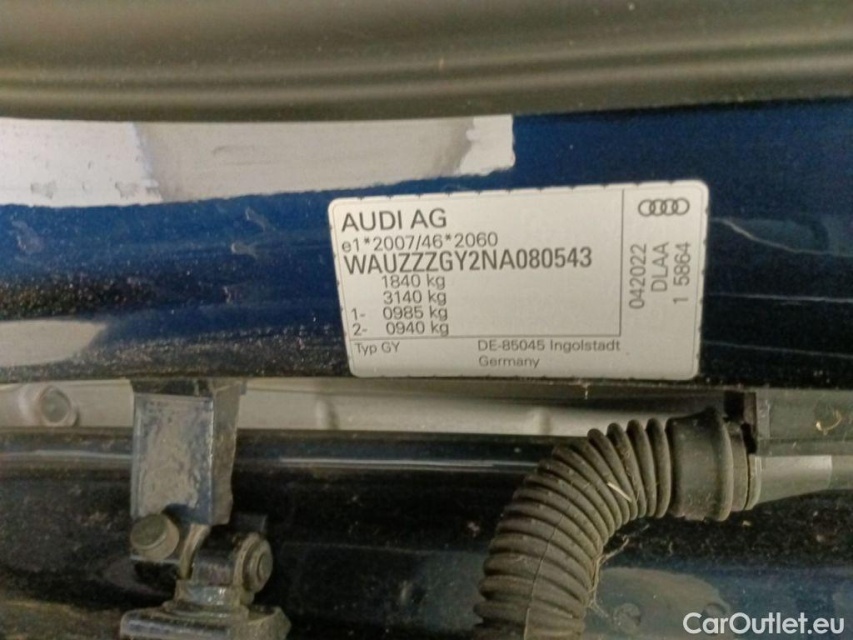 AUDI AG
e1*2007/46*2060
WAUZZZGY2NA080543
1840 kg
3140 kg
1- 0985 kg
2- 0940 kg
Typ GY
DE-85045 Ingolstadt
Germany
042022
DLAA
1 5864
CarOutlet.eu